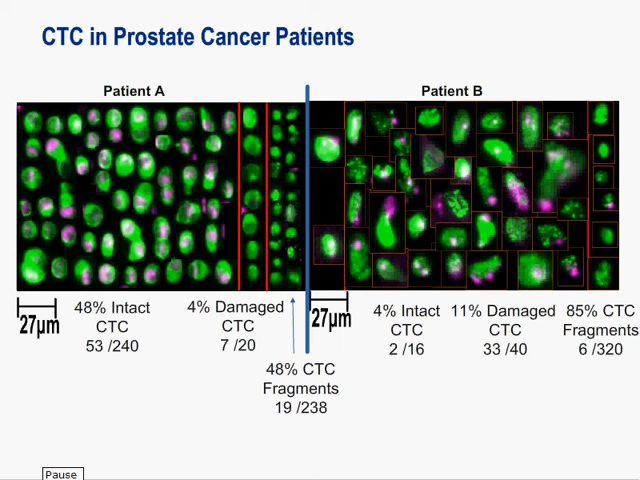 CTC in Prostate Cancer Patients
Patient A
Patient B
27μm
48% Intact
CTC
53 /240
4% Damaged
CTC
7 /20
48% CTC
Fragments
19 /238
27μm
4% Intact
CTC
2 /16
11% Damaged
CTC
33 /40
85% CTC
Fragments
6 /320
Pause